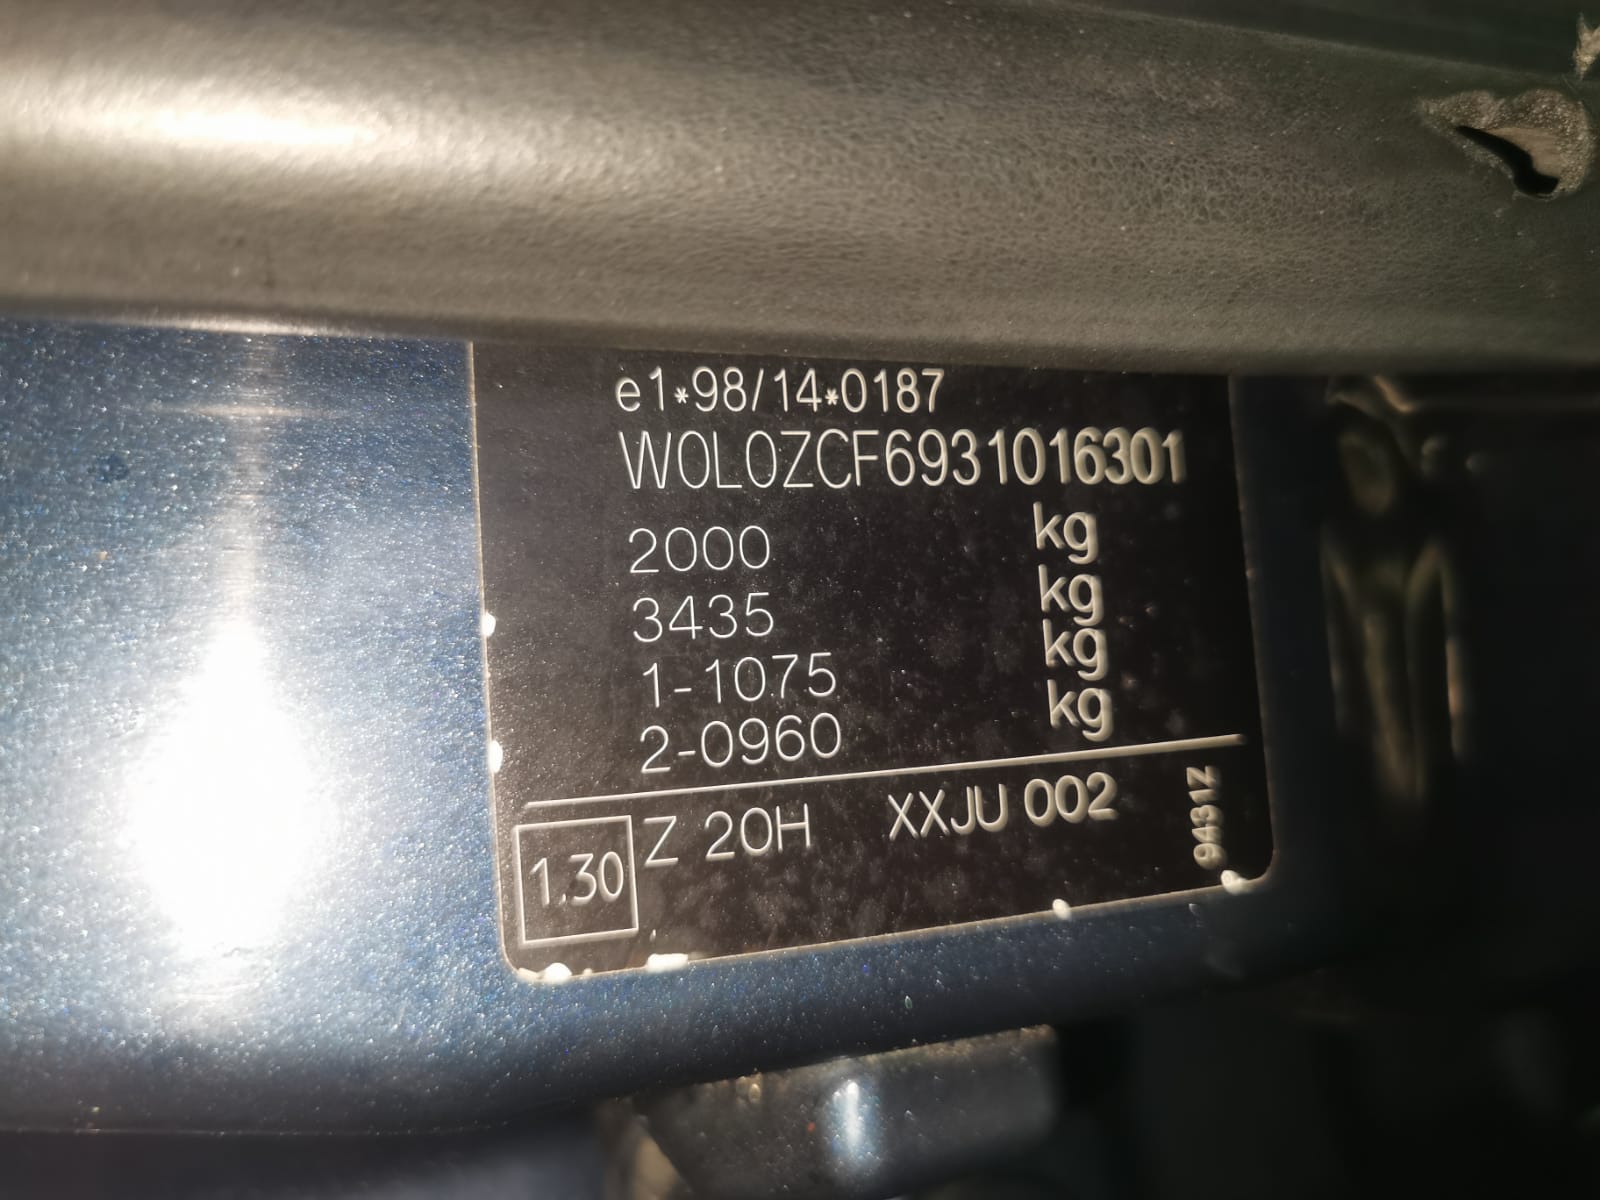 e1*98/14*0187
W0L0ZCF6931016301
2000 kg
3435 kg
1-1075 kg
2-0960 kg
1.30 Z 20H XXJU 002
9431Z